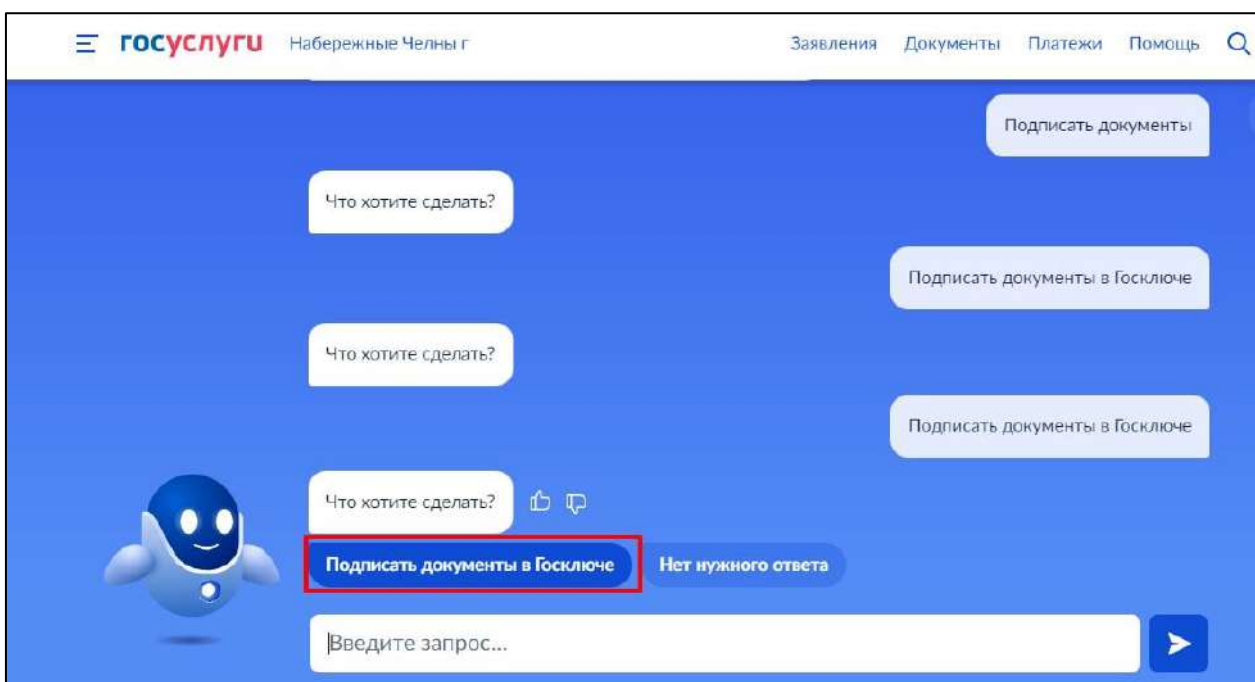 госуслуги Набережные Челны г Заявления Документы Платежи Помощь
Подписать документы
Что хотите сделать?
Подписать документы в Госключе
Что хотите сделать?
Подписать документы в Госключе
Что хотите сделать?
Подписать документы в Госключе Нет нужного ответа
Введите запрос...